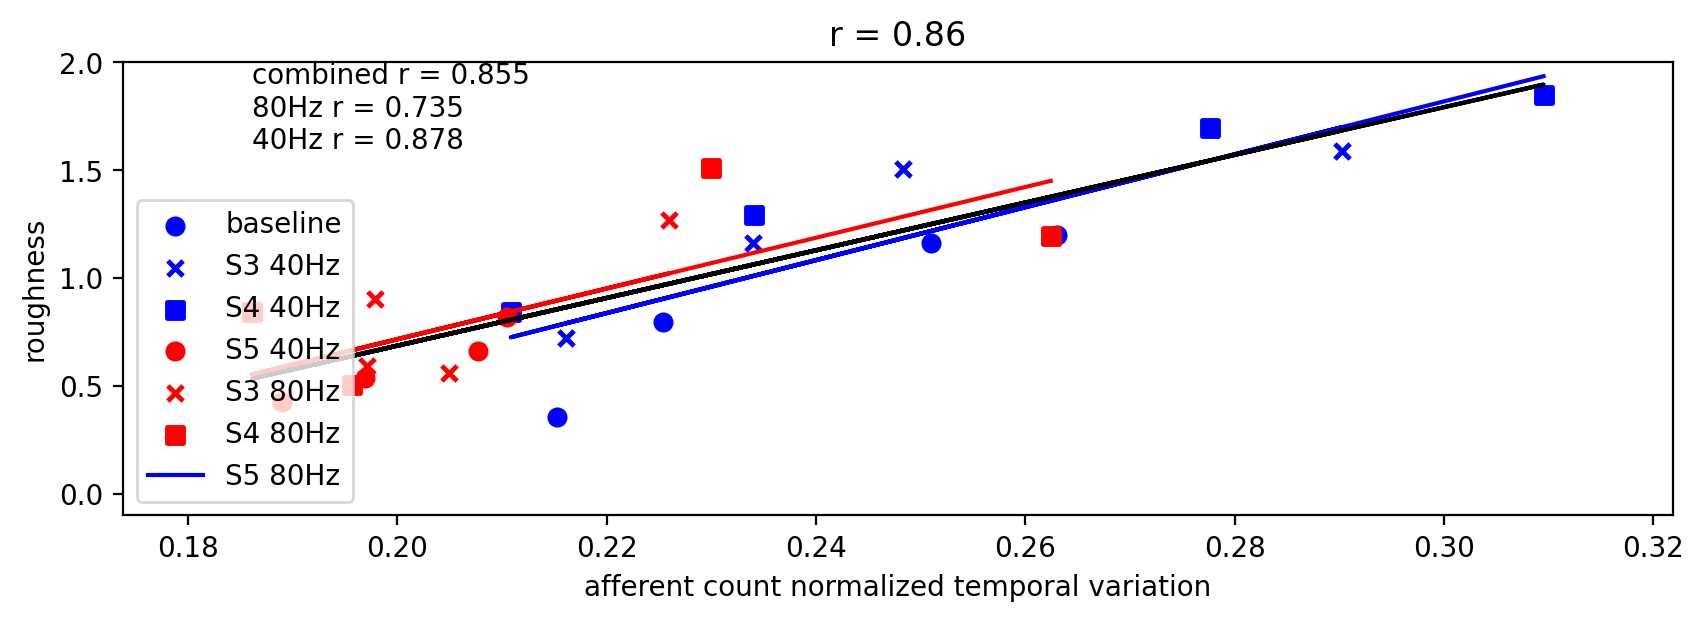 r = 0.86
combined r = 0.855
80Hz r = 0.735
40Hz r = 0.878
2.0
1.5
1.0
0.5
0.0
roughness
baseline
S3 40Hz
S4 40Hz
S5 40Hz
S3 80Hz
S4 80Hz
S5 80Hz
0.18 0.20 0.22 0.24 0.26 0.28 0.30 0.32
afferent count normalized temporal variation